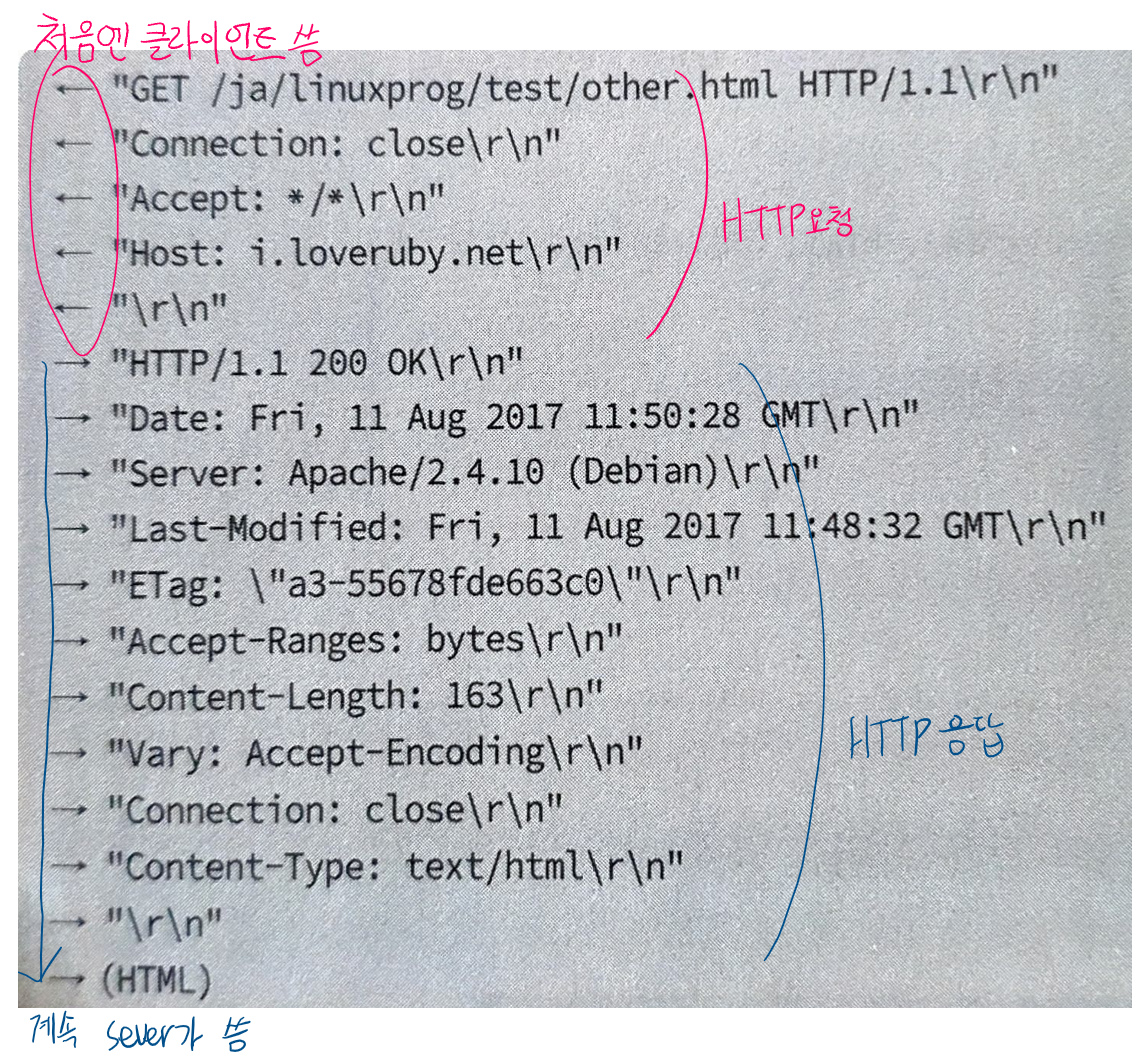 처음엔 클라이언트 씀
← "GET /ja/linuxprog/test/other.html HTTP/1.1\r\n"
← "Connection: close\r\n"
← "Accept: */*\r\n"
HTTP요청
← "Host: i.loveruby.net\r\n"
← "\r\n"
→ "HTTP/1.1 200 OK\r\n"
→ "Date: Fri, 11 Aug 2017 11:50:28 GMT\r\n"
→ "Server: Apache/2.4.10 (Debian)\r\n"
→ "Last-Modified: Fri, 11 Aug 2017 11:48:32 GMT\r\n"
→ "ETag: \"a3-55678fde663c0\"\r\n"
→ "Accept-Ranges: bytes\r\n"
→ "Content-Length: 163\r\n"
HTTP 응답
→ "Vary: Accept-Encoding\r\n"
→ "Connection: close\r\n"
→ "Content-Type: text/html\r\n"
→ "\r\n"
→ (HTML)
계속 sever가 씀